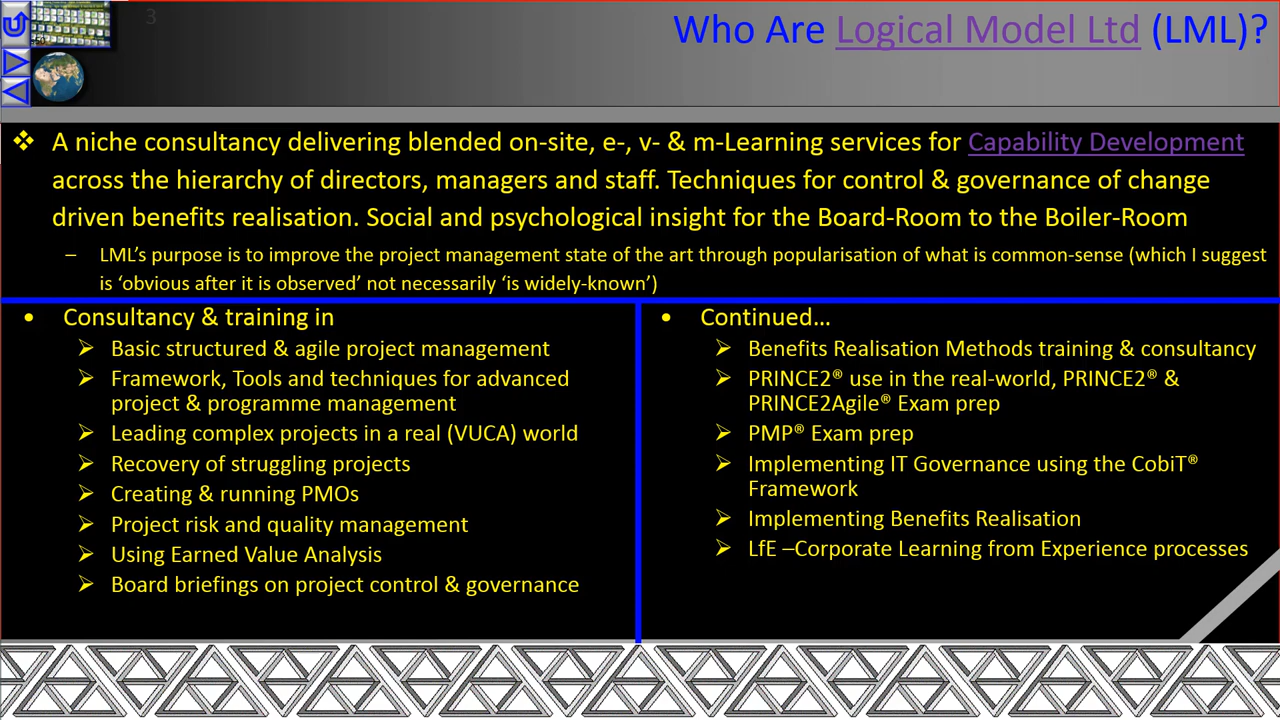 3
Who Are Logical Model Ltd (LML)?
❖ A niche consultancy delivering blended on-site, e-, v- & m-Learning services for Capability Development
across the hierarchy of directors, managers and staff. Techniques for control & governance of change
driven benefits realisation. Social and psychological insight for the Board-Room to the Boiler-Room
– LML’s purpose is to improve the project management state of the art through popularisation of what is common-sense (which I suggest
is ‘obvious after it is observed’ not necessarily ‘is widely-known’)
• Consultancy & training in
➢ Basic structured & agile project management
➢ Framework, Tools and techniques for advanced
project & programme management
➢ Leading complex projects in a real (VUCA) world
➢ Recovery of struggling projects
➢ Creating & running PMOs
➢ Project risk and quality management
➢ Using Earned Value Analysis
➢ Board briefings on project control & governance
• Continued…
➢ Benefits Realisation Methods training & consultancy
➢ PRINCE2® use in the real-world, PRINCE2® &
PRINCE2Agile® Exam prep
➢ PMP® Exam prep
➢ Implementing IT Governance using the CobiT®
Framework
➢ Implementing Benefits Realisation
➢ LfE –Corporate Learning from Experience processes